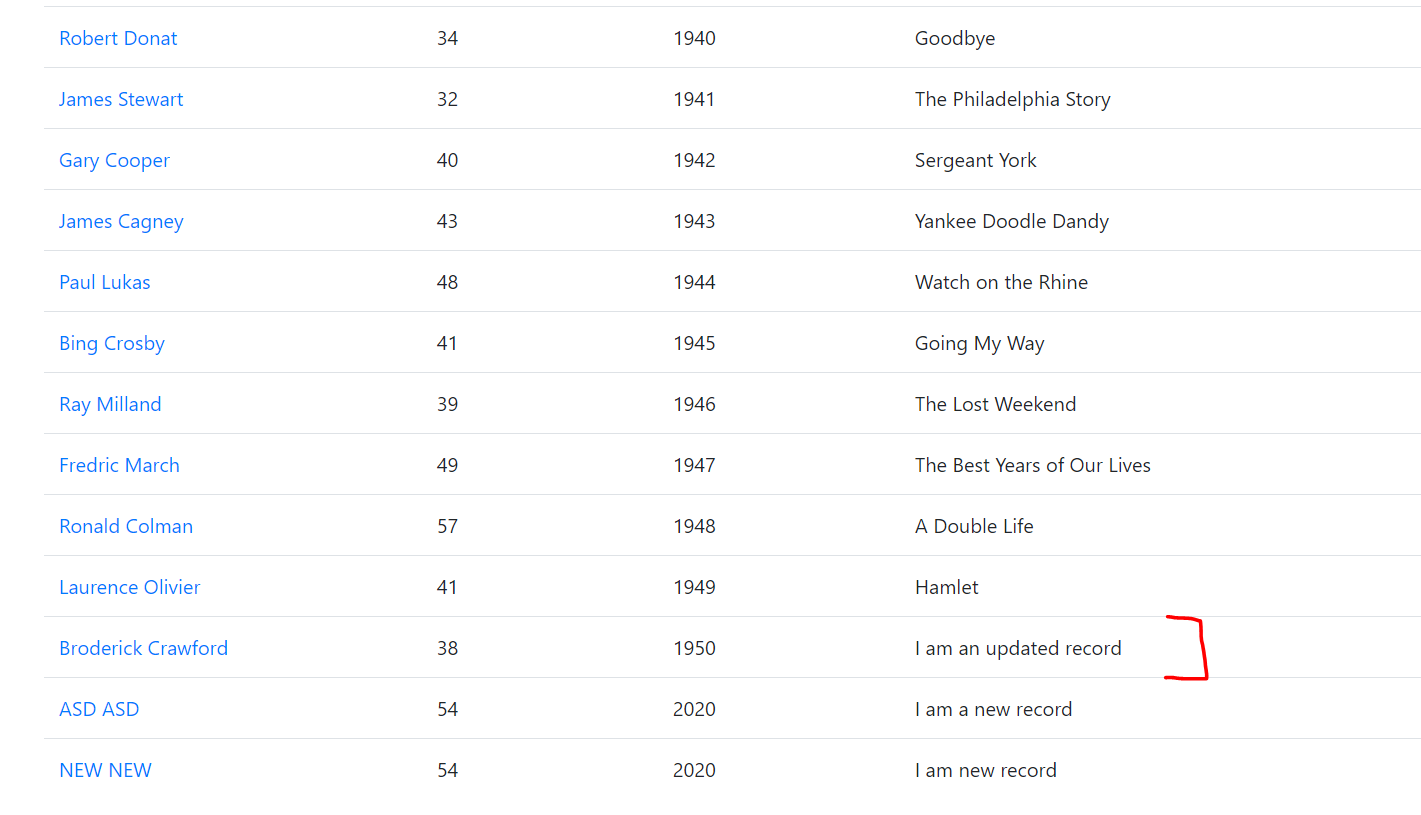 Robert Donat 34 1940 Goodbye
James Stewart 32 1941 The Philadelphia Story
Gary Cooper 40 1942 Sergeant York
James Cagney 43 1943 Yankee Doodle Dandy
Paul Lukas 48 1944 Watch on the Rhine
Bing Crosby 41 1945 Going My Way
Ray Milland 39 1946 The Lost Weekend
Fredric March 49 1947 The Best Years of Our Lives
Ronald Colman 57 1948 A Double Life
Laurence Olivier 41 1949 Hamlet
Broderick Crawford 38 1950 I am an updated record
ASD ASD 54 2020 I am a new record
NEW NEW 54 2020 I am new record